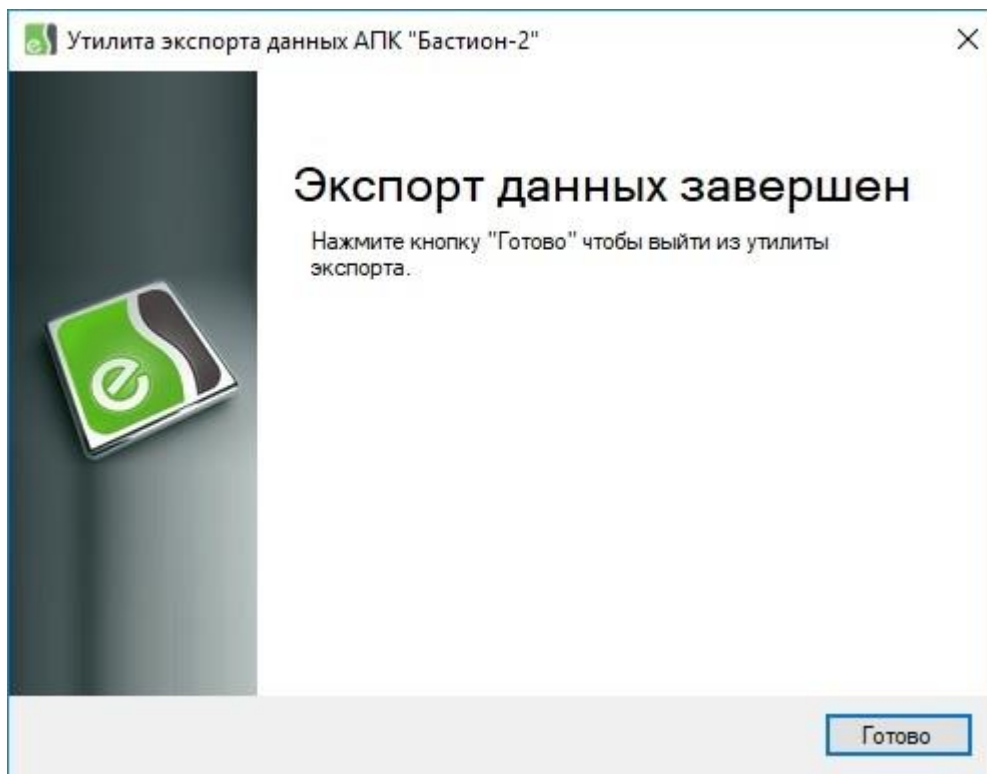 Утилита экспорта данных АПК "Бастион-2"
Экспорт данных завершен
Нажмите кнопку "Готово" чтобы выйти из утилиты
экспорта.
e
Готово